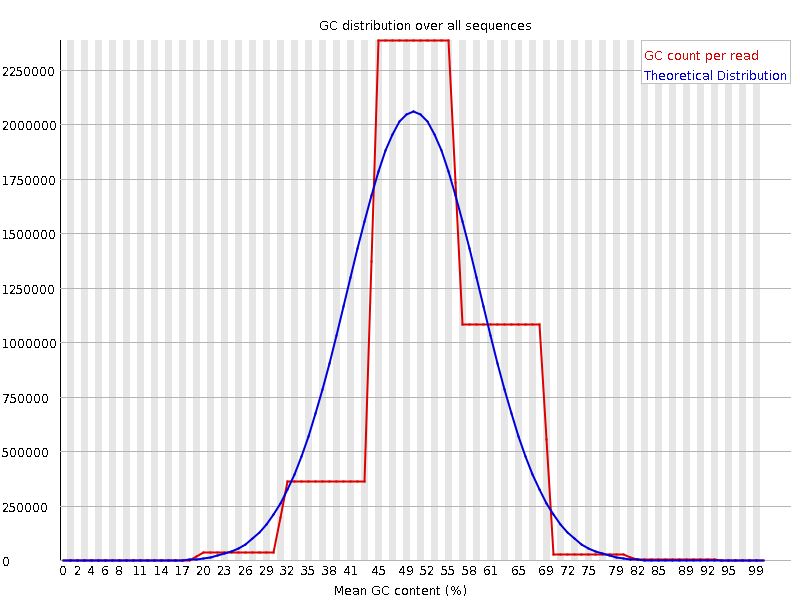 GC distribution over all sequences
GC count per read
Theoretical Distribution
2250000
2000000
1750000
1500000
1250000
1000000
750000
500000
250000
0
0 2 4 6 8 11 14 17 20 23 26 29 32 35 38 41 45 49 52 55 58 61 65 69 72 75 79 82 85 89 92 95 99
Mean GC content (%)